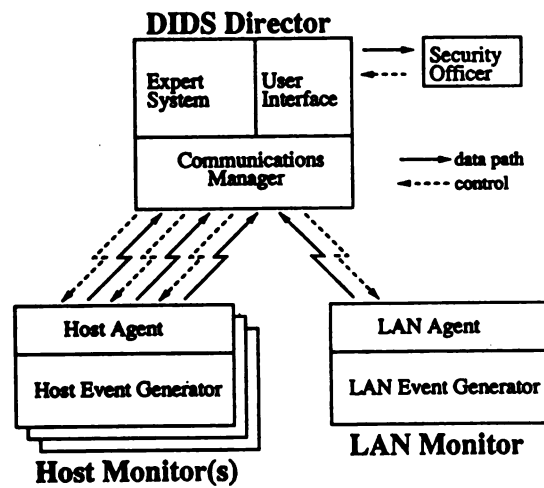 DIDS Director
Expert
System
User
Interface
Security
Officer
Communications
Manager
data path
control
Host Agent
Host Event Generator
LAN Agent
LAN Event Generator
LAN Monitor
Host Monitor(s)